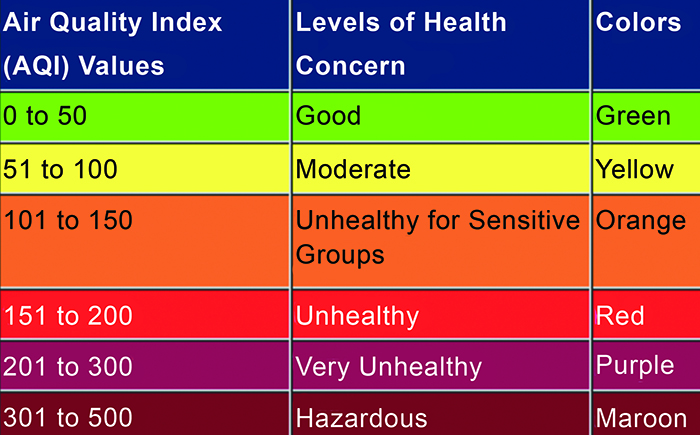 Air Quality Index
(AQI) Values
Levels of Health
Concern
Colors
0 to 50
Good
Green
51 to 100
Moderate
Yellow
101 to 150
Unhealthy for Sensitive
Groups
Orange
151 to 200
Unhealthy
Red
201 to 300
Very Unhealthy
Purple
301 to 500
Hazardous
Maroon